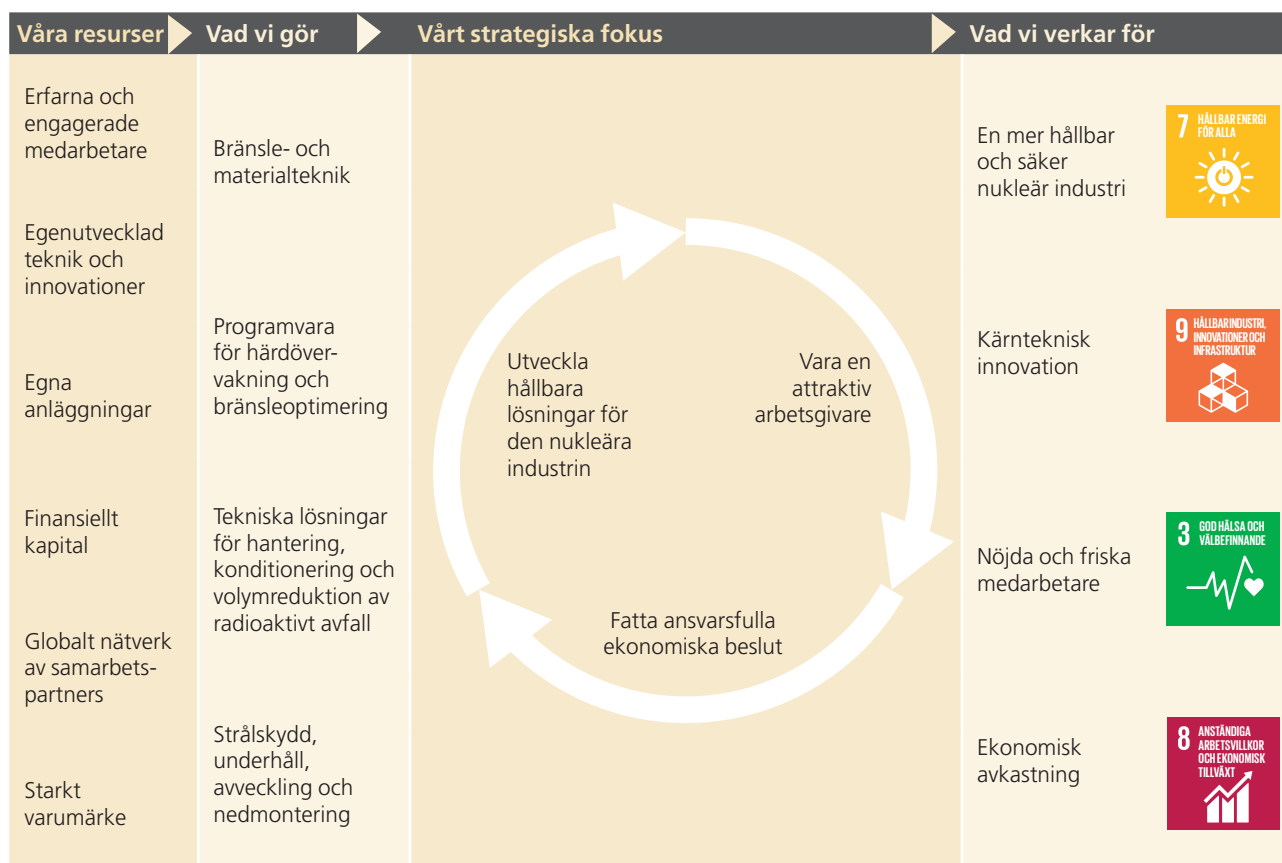 Våra resurser
Vad vi gör
Vårt strategiska fokus
Vad vi verkar för
Erfarna och
engagerade
medarbetare
Egenutvecklad
teknik och
innovationer
Egna
anläggningar
Finansiellt
kapital
Globalt nätverk
av samarbets-
partners
Starkt
varumärke
Bränsle- och
materialteknik
Programvara
för härdöver-
vakning och
bränsleoptimering
Tekniska lösningar
för hantering,
konditionering och
volymreduktion av
radioaktivt avfall
Strålskydd,
underhåll,
avveckling och
nedmontering
Utveckla
hållbara
lösningar för
den nukleära
industrin
Vara en
attraktiv
arbetsgivare
Fatta ansvarsfulla
ekonomiska beslut
En mer hållbar
och säker
nukleär industri
7 HÅLLBAR ENERGI
FÖR ALLA
Kärnteknisk
innovation
9 HÅLLBAR INDUSTRI,
INNOVATIONER OCH
INFRASTRUKTUR
Nöjda och friska
medarbetare
3 GOD HÄLSA OCH
VÄLBEFINNANDE
Ekonomisk
avkastning
8 ANSTÄNDIGA
ARBETSVILLKOR
OCH EKONOMISK
TILLVÄXT